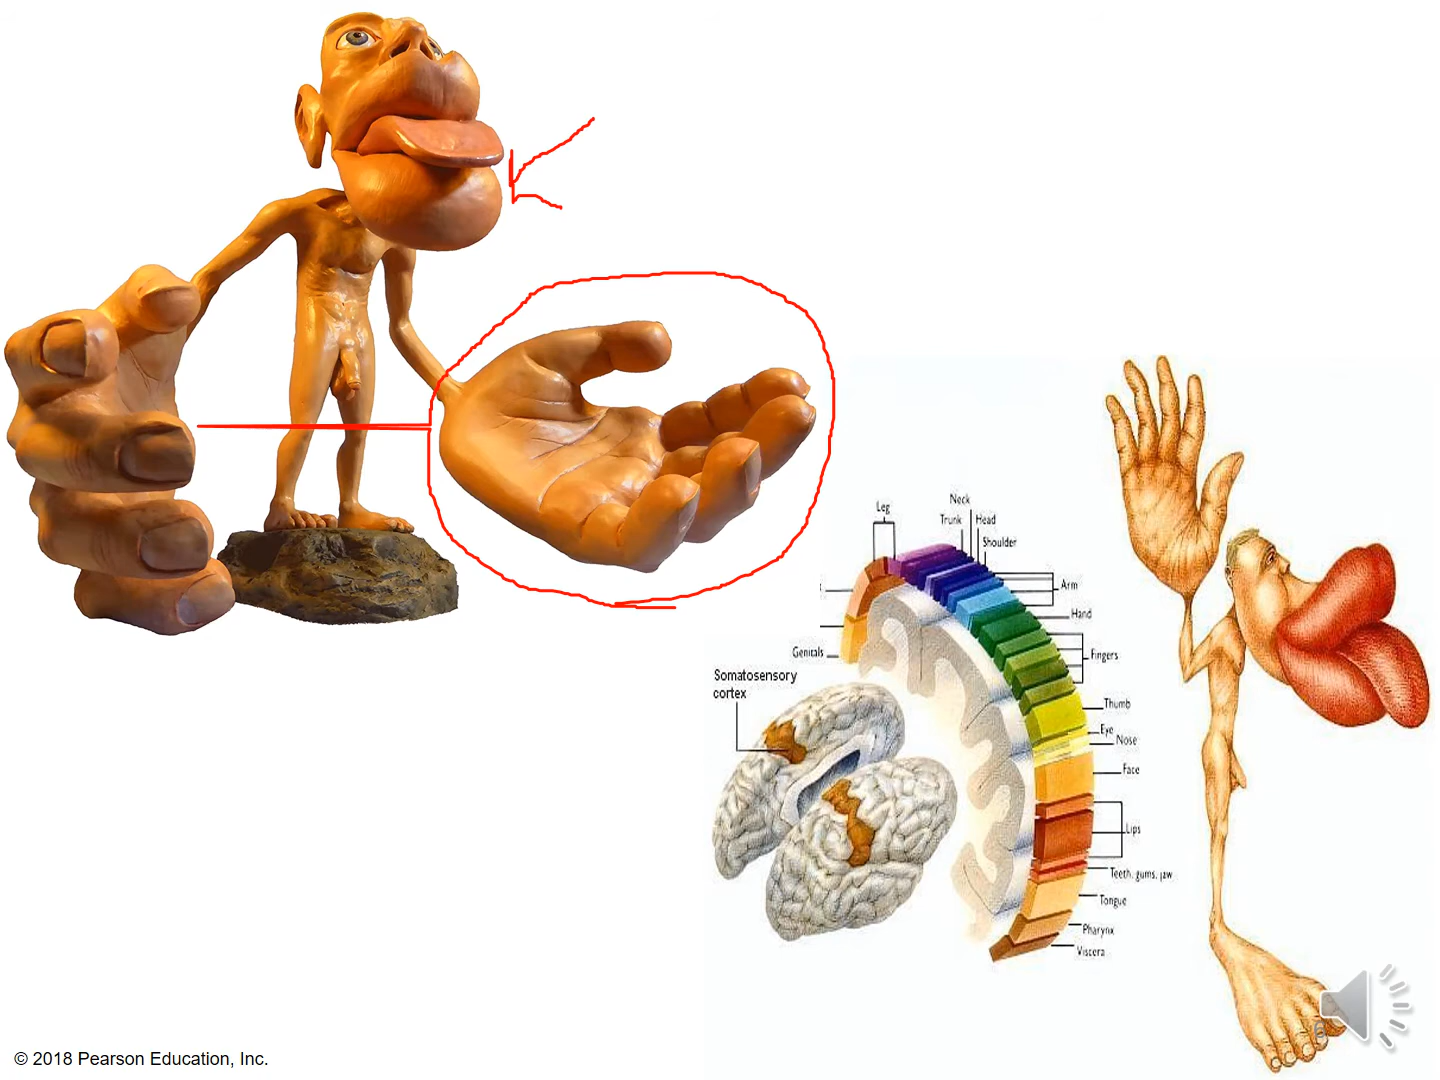 Neck
Leg
Trunk
Head
Shoulder
Arm
Hand
Genitals
Fingers
Somatosensory
cortex
Thumb
Eye
Nose
Face
Lips
Teeth, gums, jaw
Tongue
Pharynx
Viscera
© 2018 Pearson Education, Inc.